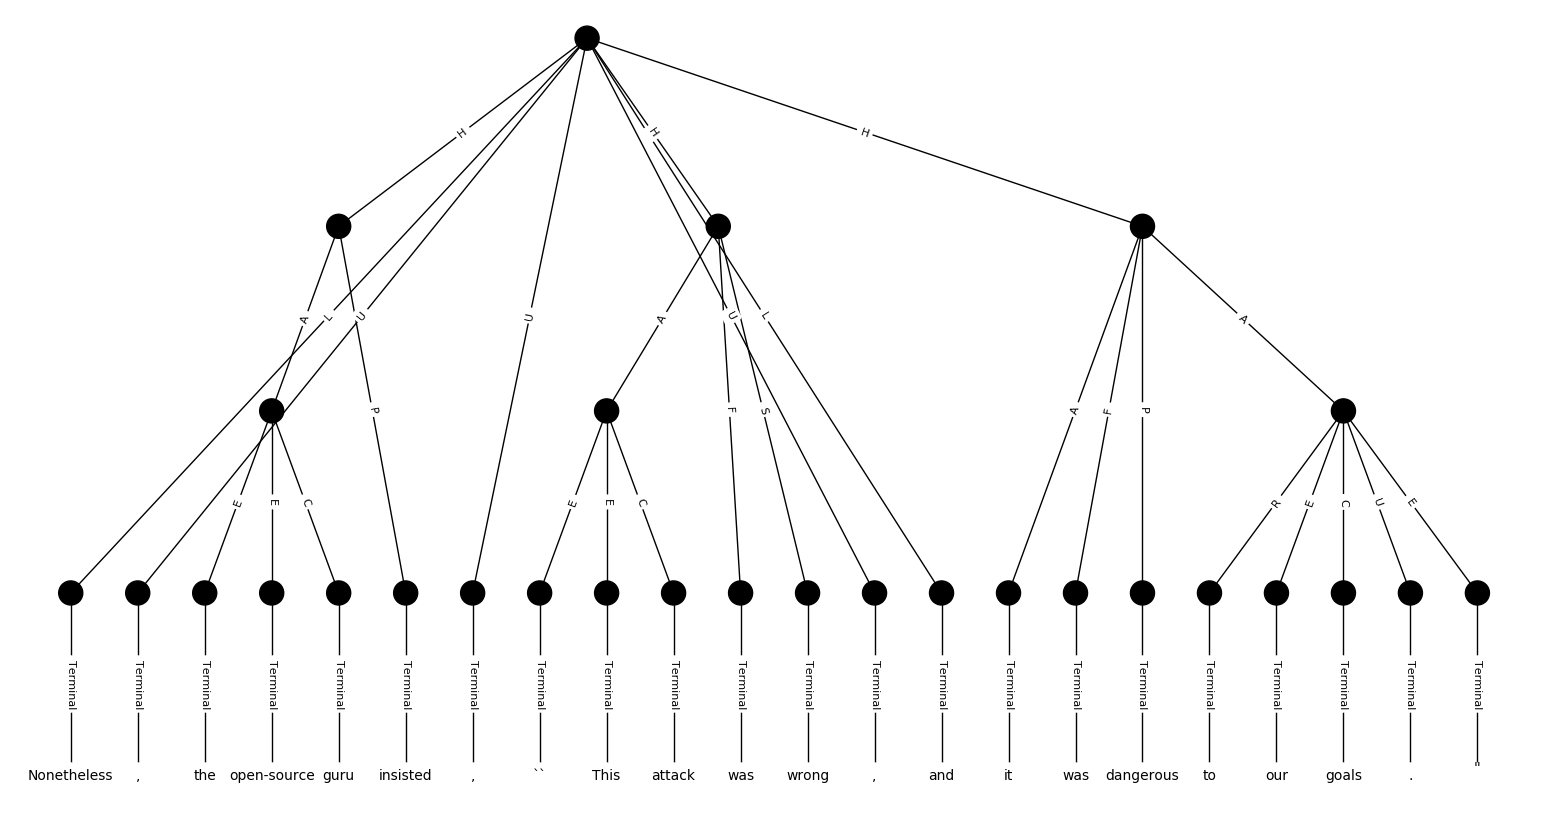 H H H
A L U U A U L A
P F S A F P
E E C E E C R E C U E
Terminal Terminal Terminal Terminal Terminal Terminal Terminal Terminal Terminal Terminal Terminal Terminal Terminal Terminal Terminal Terminal Terminal Terminal Terminal Terminal Terminal Terminal
Nonetheless , the open-source guru insisted , `` This attack was wrong , and it was dangerous to our goals . "